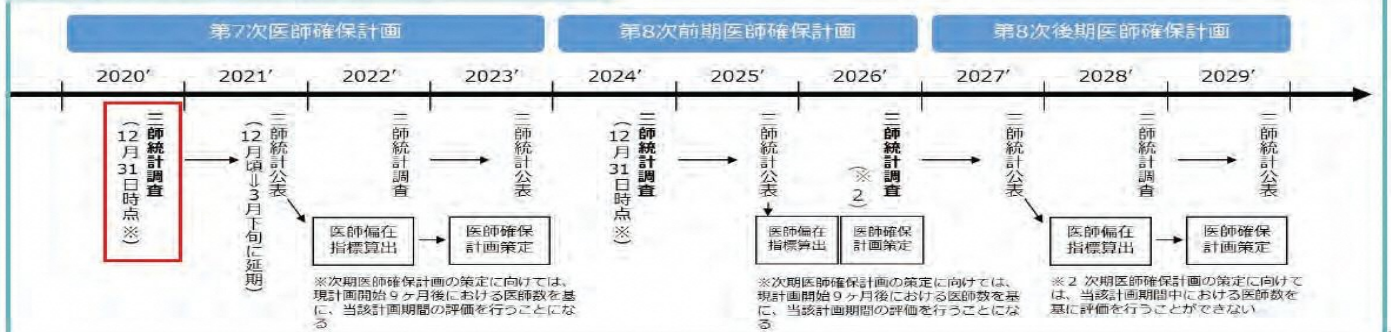 第7次医師確保計画
第8次前期医師確保計画
第8次後期医師確保計画
2020′
2021′
2022′
2023′
2024′
2025′
2026′
2027′
2028′
2029′
三師統計調査
（12月31日時点※）
三師統計公表
（12月頃⇒3月下旬に延期）
三師統計調査
三師統計公表
三師統計調査
（12月31日時点※）
三師統計公表
三師統計調査
（※2）
三師統計公表
三師統計調査
三師統計公表
医師偏在
指標算出
医師確保
計画策定
医師偏在
指標算出
医師確保
計画策定
医師偏在
指標算出
医師確保
計画策定
※次期医師確保計画の策定に向けては、
現計画開始9ヶ月後における医師数を基
に、当該計画期間の評価を行うことにな
る
※次期医師確保計画の策定に向けては、
現計画開始9ヶ月後における医師数を基
に、当該計画期間の評価を行うことにな
る
※2 次期医師確保計画の策定に向けて
は、当該計画期間中における医師数を
基に評価を行うことができない